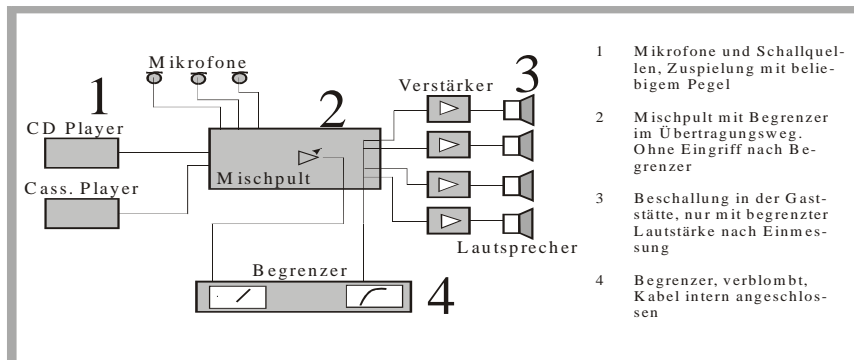 Mikrofone
1
2
3
Verstärker
CD Player
Cass. Player
Mischpult
Lautsprecher
Begrenzer
4
1 Mikrofone und Schallquel-
len, Zuspielung mit belie-
bigem Pegel
2 Mischpult mit Begrenzer
im Übertragungsweg.
Ohne Eingriff nach Be-
grenzer
3 Beschallung in der Gast-
stätte, nur mit begrenzter
Lautstärke nach Einmes-
sung
4 Begrenzer, verblombt,
Kabel intern angeschlos-
sen